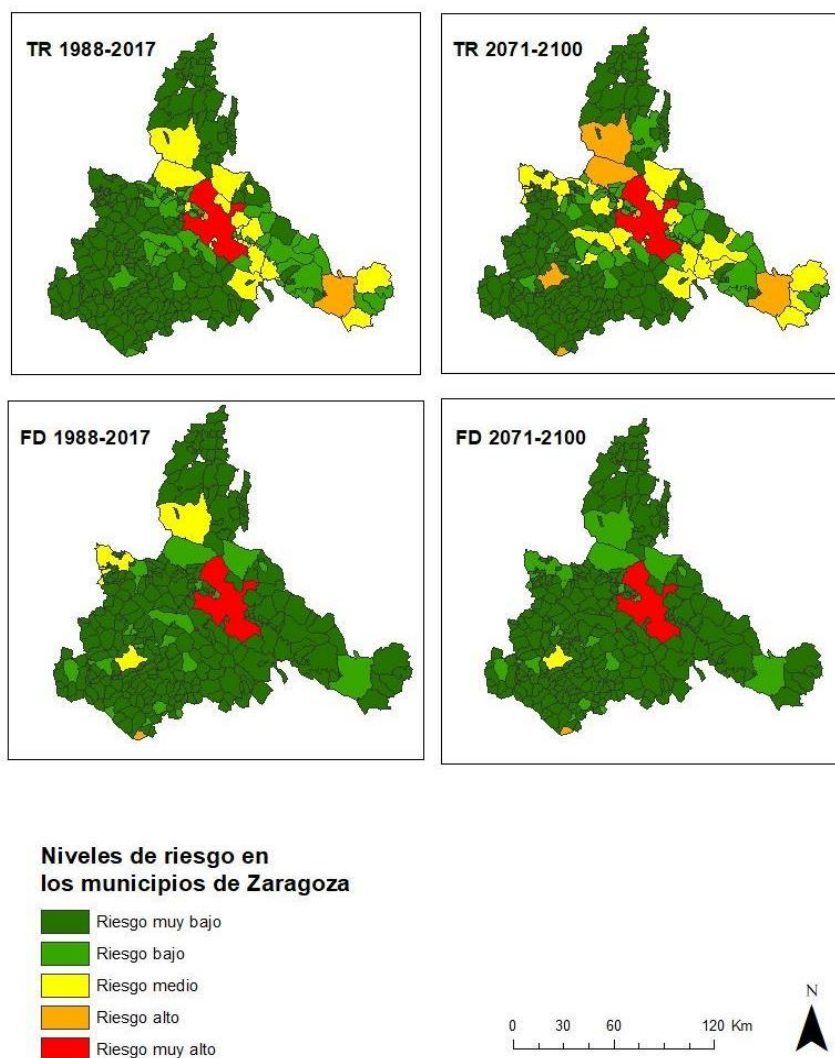 TR 1988-2017
TR 2071-2100
FD 1988-2017
FD 2071-2100
Niveles de riesgo en
los municipios de Zaragoza
Riesgo muy bajo
Riesgo bajo
Riesgo medio
Riesgo alto
Riesgo muy alto
N
0 30 60 120 Km